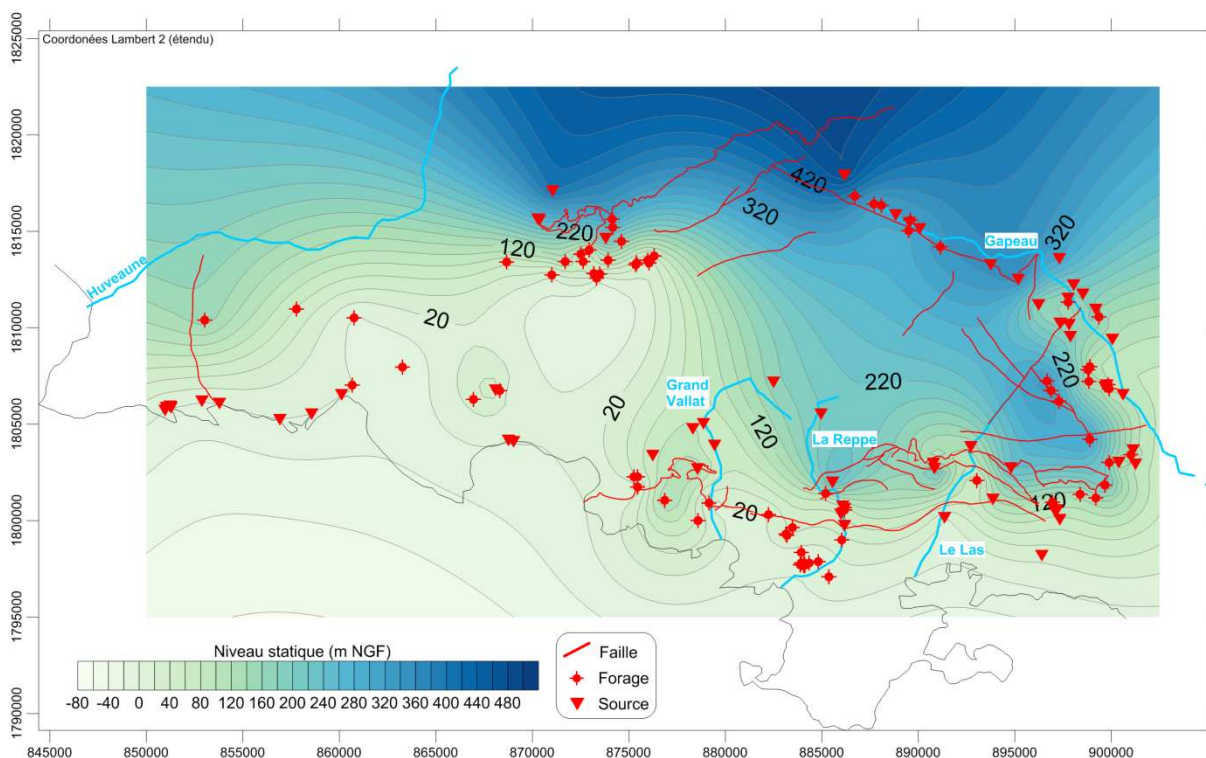 Coordonées Lambert 2 (étendu)
1825000
1820000
1815000
1810000
1805000
1800000
1795000
1790000
Huveaune
420
320
220
120
Gapeau
320
20
220
220
20
Grand
Vallat
120
La Reppe
20
120
Le Las
Niveau statique (m NGF)
-80 -40 0 40 80 120 160 200 240 280 320 360 400 440 480
Faille
Forage
Source
845000 850000 855000 860000 865000 870000 875000 880000 885000 890000 895000 900000